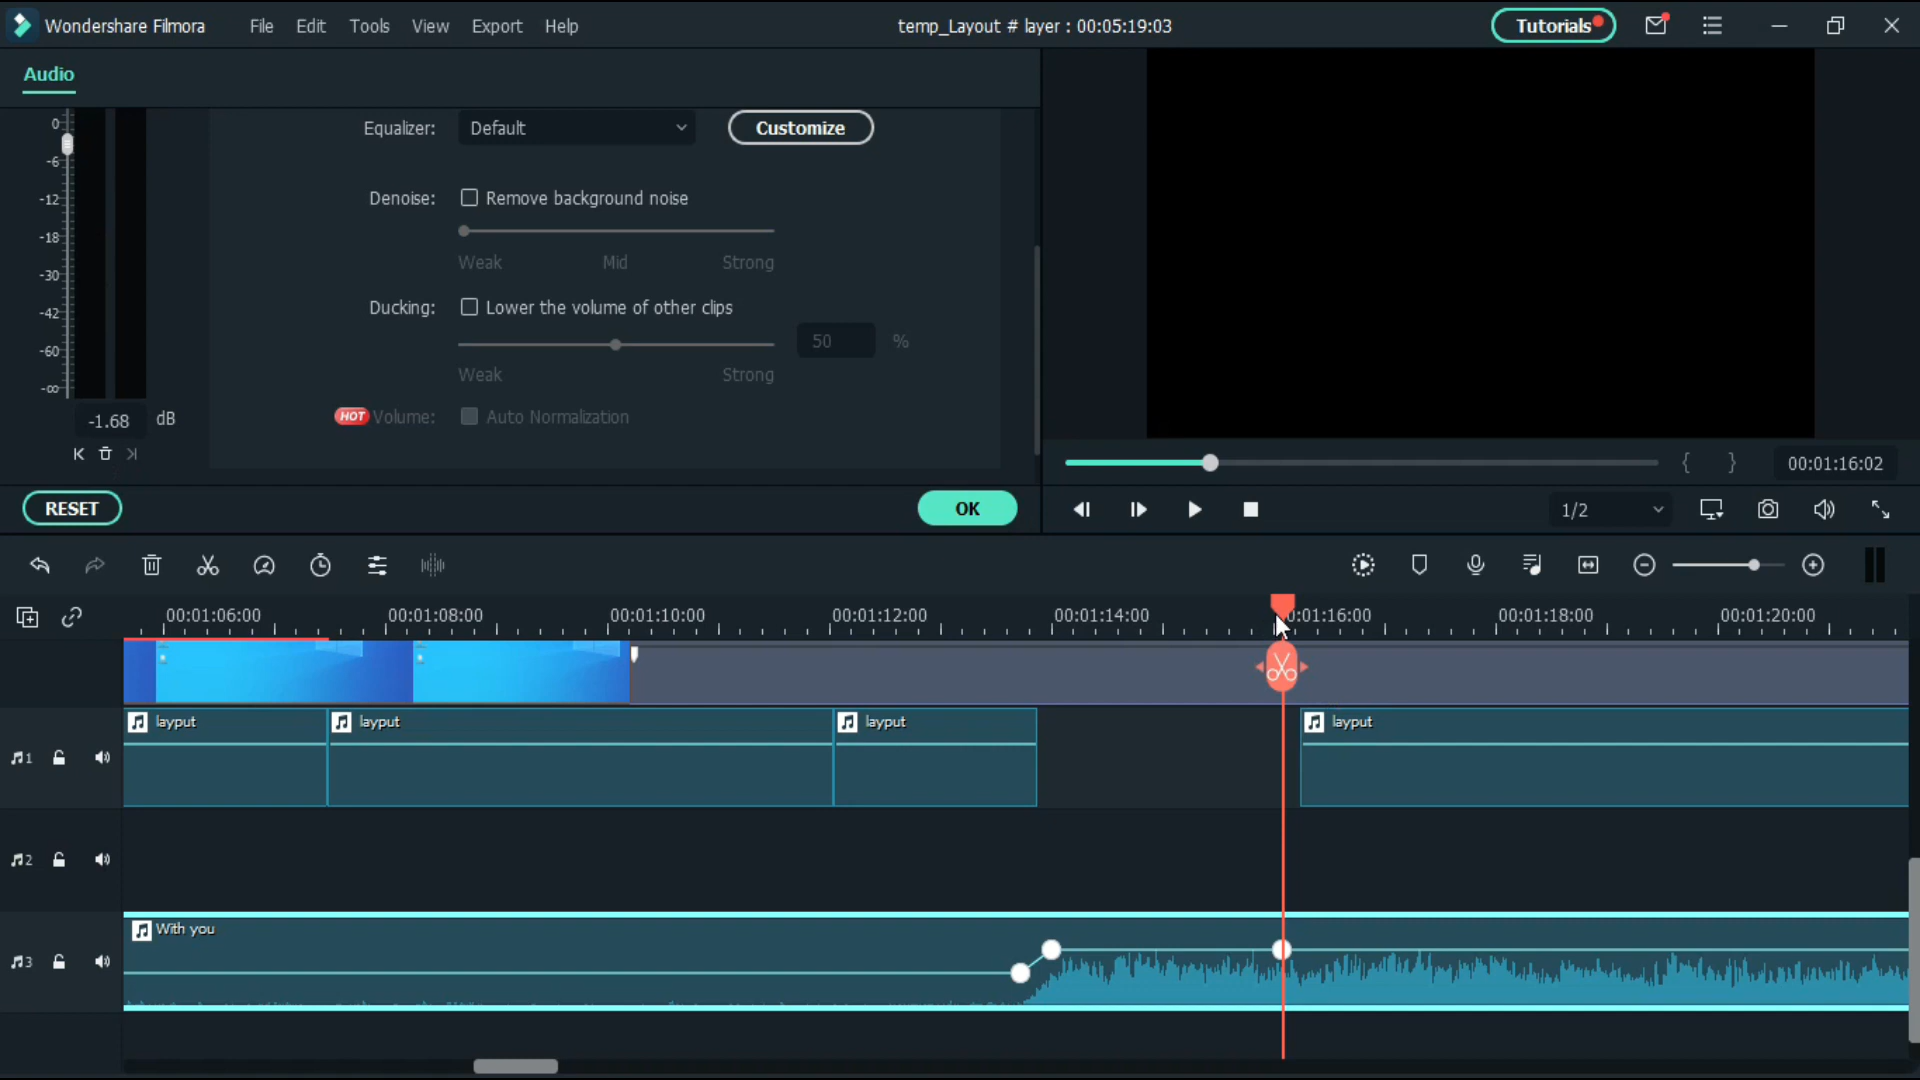 Wondershare Filmora File Edit Tools View Export Help temp_Layout # layer : 00:05:19:03 Tutorials
Audio
Equalizer: Default Customize
Denoise: Remove background noise
Weak Mid Strong
Ducking: Lower the volume of other clips
50 %
Weak Strong
HOT Volume: Auto Normalization
0
-6
-12
-18
-30
-42
-60
-∞
-1.68 dB
RESET OK
{ } 00:01:16:02
1/2
00:01:06:00 00:01:08:00 00:01:10:00 00:01:12:00 00:01:14:00 00:01:16:00 00:01:18:00 00:01:20:00
layput layput layput layput
1
2
With you
3